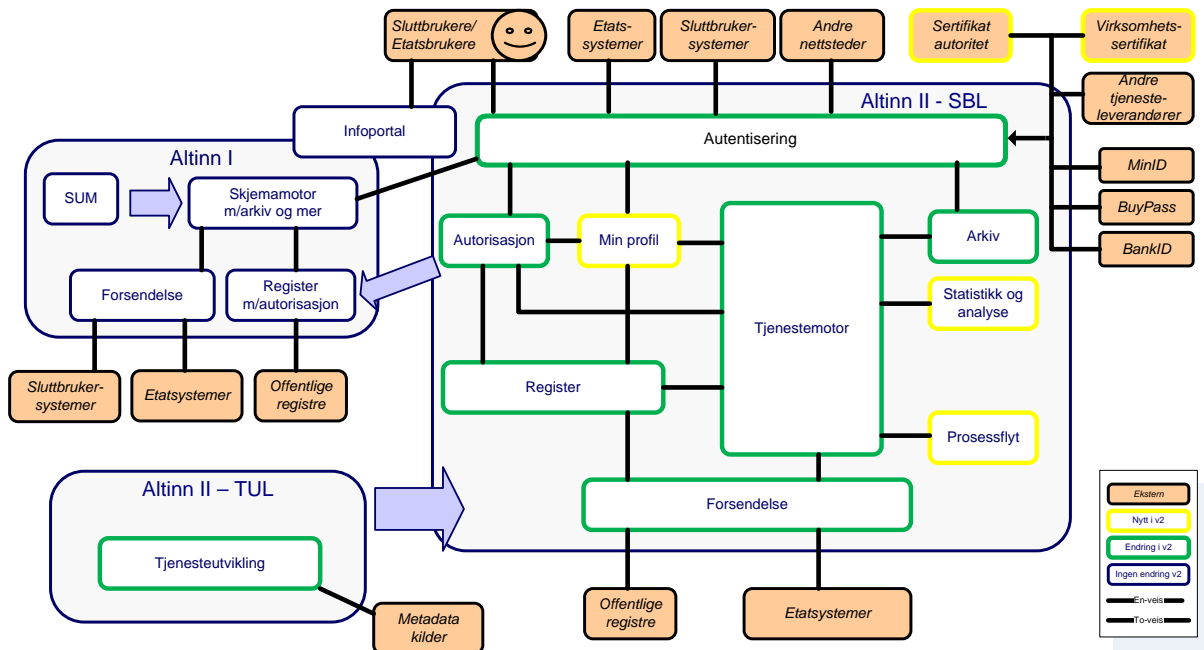 Sluttbrukere/
Etatsbrukere
Etats-
systemer
Sluttbruker-
systemer
Andre
nettsteder
Sertifikat
autoritet
Virksomhets-
sertifikat
Andre
tjeneste-
leverandører
MinID
BuyPass
BankID
Altinn II - SBL
Infoportal
Autentisering
Altinn I
SUM
Skjemamotor
m/arkiv og mer
Forsendelse
Register
m/autorisasjon
Sluttbruker-
systemer
Etatsystemer
Offentlige
registre
Autorisasjon
Min profil
Tjenestemotor
Arkiv
Statistikk og
analyse
Register
Prosessflyt
Forsendelse
Altinn II – TUL
Tjenesteutvikling
Metadata
kilder
Offentlige
registre
Etatsystemer
Ekstern
Nytt i v2
Endring i v2
Ingen endring v2
En-veis
To-veis